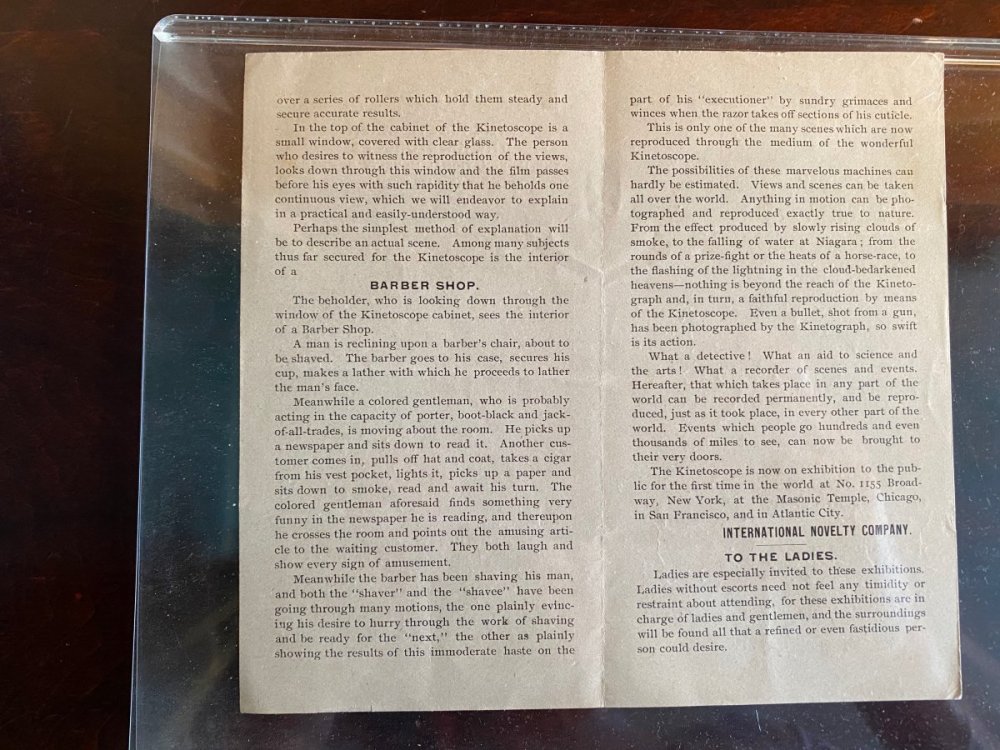 over a series of rollers which hold them steady and
secure accurate results.
In the top of the cabinet of the Kinetoscope is a
small window, covered with clear glass. The person
who desires to witness the reproduction of the views,
looks down through this window and the film passes
before his eyes with such rapidity that he beholds one
continuous view, which we will endeavor to explain
in a practical and easily-understood way.
Perhaps the simplest method of explanation will
be to describe an actual scene. Among many subjects
thus far secured for the Kinetoscope is the interior
of a
BARBER SHOP.
The beholder, who is looking down through the
window of the Kinetoscope cabinet, sees the interior
of a Barber Shop.
A man is reclining upon a barber's chair, about to
be shaved. The barber goes to his case, secures his
cup, makes a lather with which he proceeds to lather
the man's face.
Meanwhile a colored gentleman, who is probably
acting in the capacity of porter, boot-black and jack-
of-all-trades, is moving about the room. He picks up
a newspaper and sits down to read it. Another cus-
tomer comes in, pulls off hat and coat, takes a cigar
from his vest pocket, lights it, picks up a paper and
sits down to smoke, read and await his turn. The
colored gentleman aforesaid finds something very
funny in the newspaper he is reading, and thereupon
he crosses the room and points out the amusing arti-
cle to the waiting customer. They both laugh and
show every sign of amusement.
Meanwhile the barber has been shaving his man,
and both the "shaver" and the "shavee" have been
going through many motions, the one plainly evinc-
ing his desire to hurry through the work of shaving
and be ready for the "next," the other as plainly
showing the results of this immoderate haste on the
part of his "executioner" by sundry grimaces and
winces when the razor takes off sections of his cuticle.
This is only one of the many scenes which are now
reproduced through the medium of the wonderful
Kinetoscope.
The possibilities of these marvelous machines can
hardly be estimated. Views and scenes can be taken
all over the world. Anything in motion can be pho-
tographed and reproduced exactly true to nature.
From the effect produced by slowly rising clouds of
smoke, to the falling of water at Niagara; from the
rounds of a prize-fight or the heats of a horse-race, to
the flashing of the lightning in the cloud-bedarkened
heavens—nothing is beyond the reach of the Kineto-
graph and, in turn, a faithful reproduction by means
of the Kinetoscope. Even a bullet, shot from a gun,
has been photographed by the Kinetograph, so swift
is its action.
What a detective! What an aid to science and
the arts! What a recorder of scenes and events.
Hereafter, that which takes place in any part of the
world can be recorded permanently, and be repro-
duced, just as it took place, in every other part of the
world. Events which people go hundreds and even
thousands of miles to see, can now be brought to
their very doors.
The Kinetoscope is now on exhibition to the pub-
lic for the first time in the world at No. 1155 Broad-
way, New York, at the Masonic Temple, Chicago,
in San Francisco, and in Atlantic City.
INTERNATIONAL NOVELTY COMPANY.
TO THE LADIES.
Ladies are especially invited to these exhibitions.
Ladies without escorts need not feel any timidity or
restraint about attending, for these exhibitions are in
charge of ladies and gentlemen, and the surroundings
will be found all that a refined or even fastidious per-
son could desire.